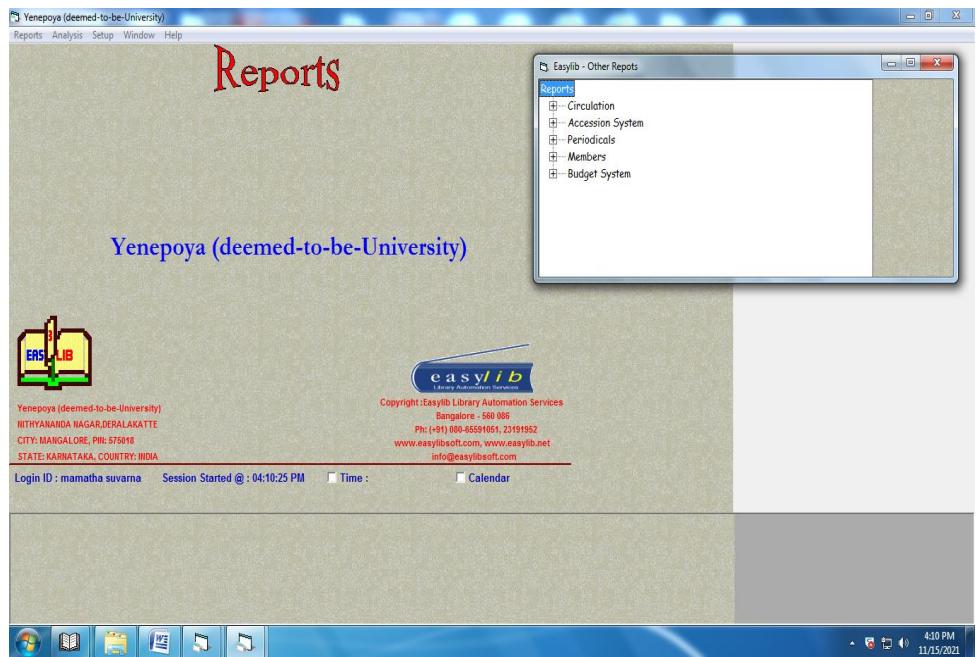 Yenepoya (deemed-to-be-University)
Reports Analysis Setup Window Help
Reports
Easylib - Other Repots
Reports
Circulation
Accession System
Periodicals
Members
Budget System
Yenepoya (deemed-to-be-University)
EAS LIB
easylib
Library Automation Services
Yenepoya (deemed-to-be-University)
NITHYANANDA NAGAR,DERALAKATTE
CITY: MANGALORE, PIN: 575018
STATE: KARNATAKA, COUNTRY: INDIA
Copyright :Easylib Library Automation Services
Bangalore - 560 086
Ph: (+91) 080-65591051, 23191952
www.easylibsoft.com, www.easylib.net
info@easylibsoft.com
Login ID : mamatha suvarna Session Started @ : 04:10:25 PM Time : Calendar
4:10 PM
11/15/2021